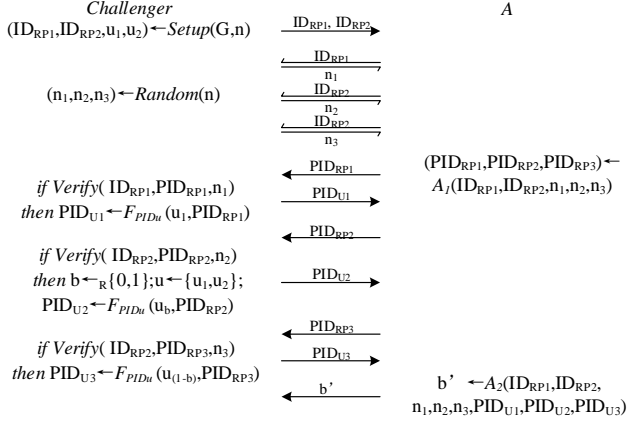 Challenger A
(ID_RP1,ID_RP2,u_1,u_2)←Setup(G,n) ID_RP1, ID_RP2
ID_RP1
n_1
(n_1,n_2,n_3)←Random(n) ID_RP2
n_2
ID_RP2
n_3
PID_RP1 (PID_RP1,PID_RP2,PID_RP3)←
if Verify( ID_RP1,PID_RP1,n_1) A_1(ID_RP1,ID_RP2,n_1,n_2,n_3)
then PID_U1←F_PIDu (u_1,PID_RP1) PID_U1
PID_RP2
if Verify( ID_RP2,PID_RP2,n_2)
then b←_R{0,1};u←{u_1,u_2}; PID_U2
PID_U2←F_PIDu (u_b,PID_RP2)
PID_RP3
if Verify( ID_RP2,PID_RP3,n_3)
then PID_U3←F_PIDu (u_(1-b),PID_RP3) PID_U3
b' b' ←A_2(ID_RP1,ID_RP2,
n_1,n_2,n_3,PID_U1,PID_U2,PID_U3)